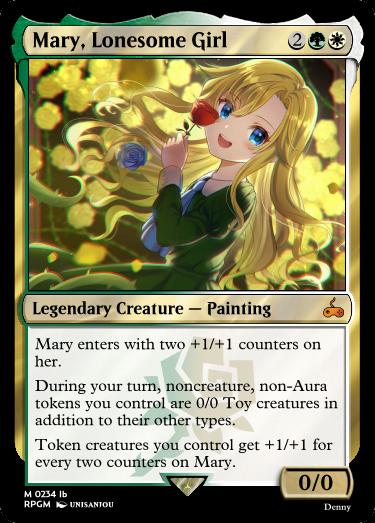 Mary, Lonesome Girl 2
Legendary Creature — Painting
Mary enters with two +1/+1 counters on
her.
During your turn, noncreature, non-Aura
tokens you control are 0/0 Toy creatures in
addition to their other types.
Token creatures you control get +1/+1 for
every two counters on Mary.
0/0
M 0234 Ib
RPGM UNISANJOU
Denny